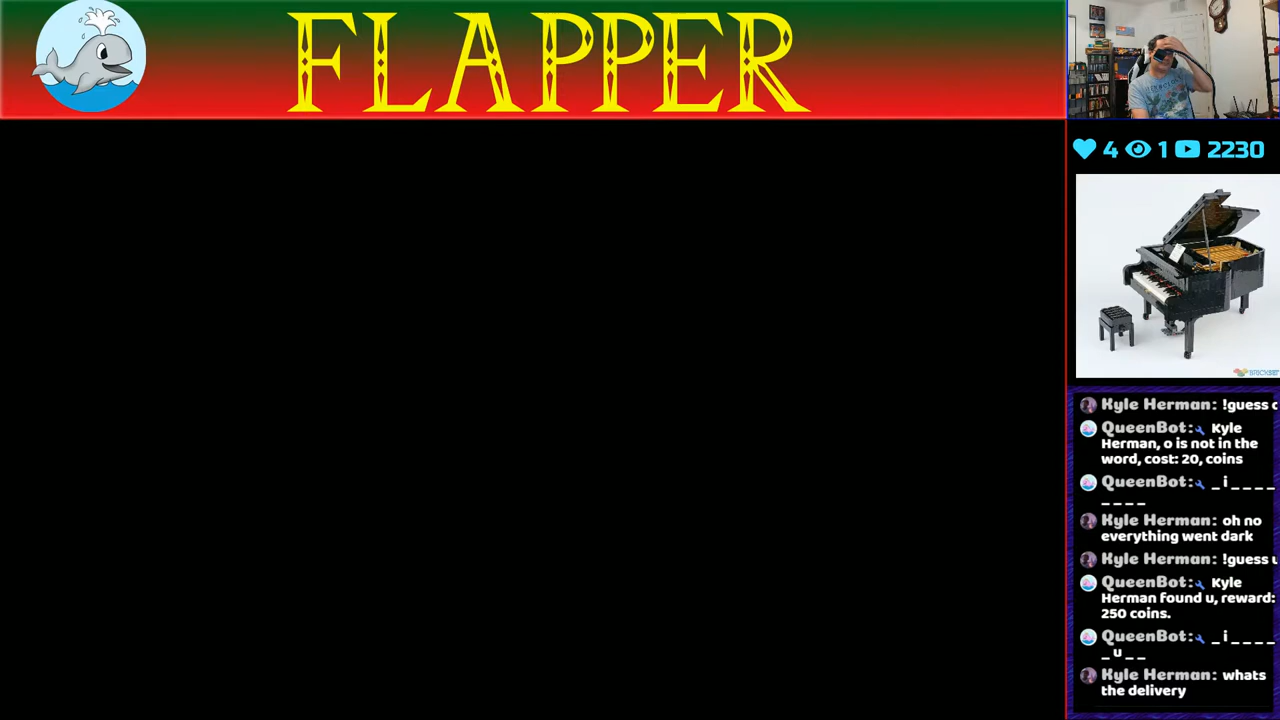 FLAPPER
4 1 2230
BRICKSET
Kyle Herman: !guess
QueenBot: Kyle
Herman, o is not in the
word, cost: 20, coins
QueenBot: _ i _ _ _ _
_ _ _ _
Kyle Herman: oh no
everything went dark
Kyle Herman: !guess u
QueenBot: Kyle
Herman found u, reward:
250 coins.
QueenBot: _ i _ _ _ _
_ u _ _
Kyle Herman: whats
the delivery